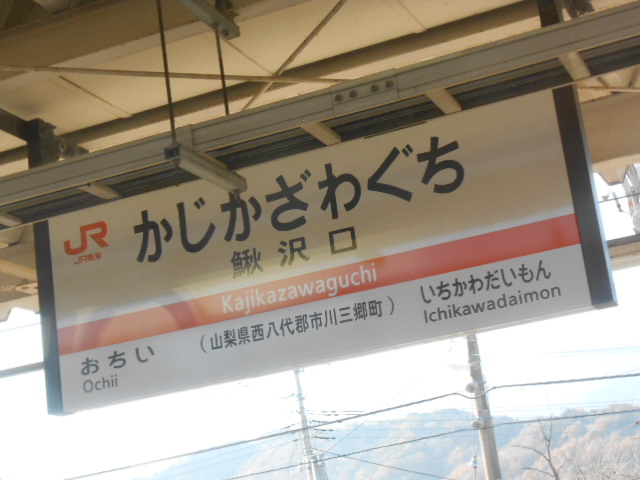 JR
JR東海
かじかざわぐち
鰍沢口
Kajikazawaguchi
おちい
Ochii
（山梨県西八代郡市川三郷町）
いちかわだいもん
Ichikawadaimon